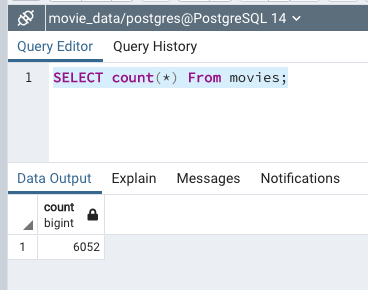 movie_data/postgres@PostgreSQL 14
Query Editor Query History
1 SELECT count(*) From movies;
Data Output Explain Messages Notifications
count
bigint
1 6052